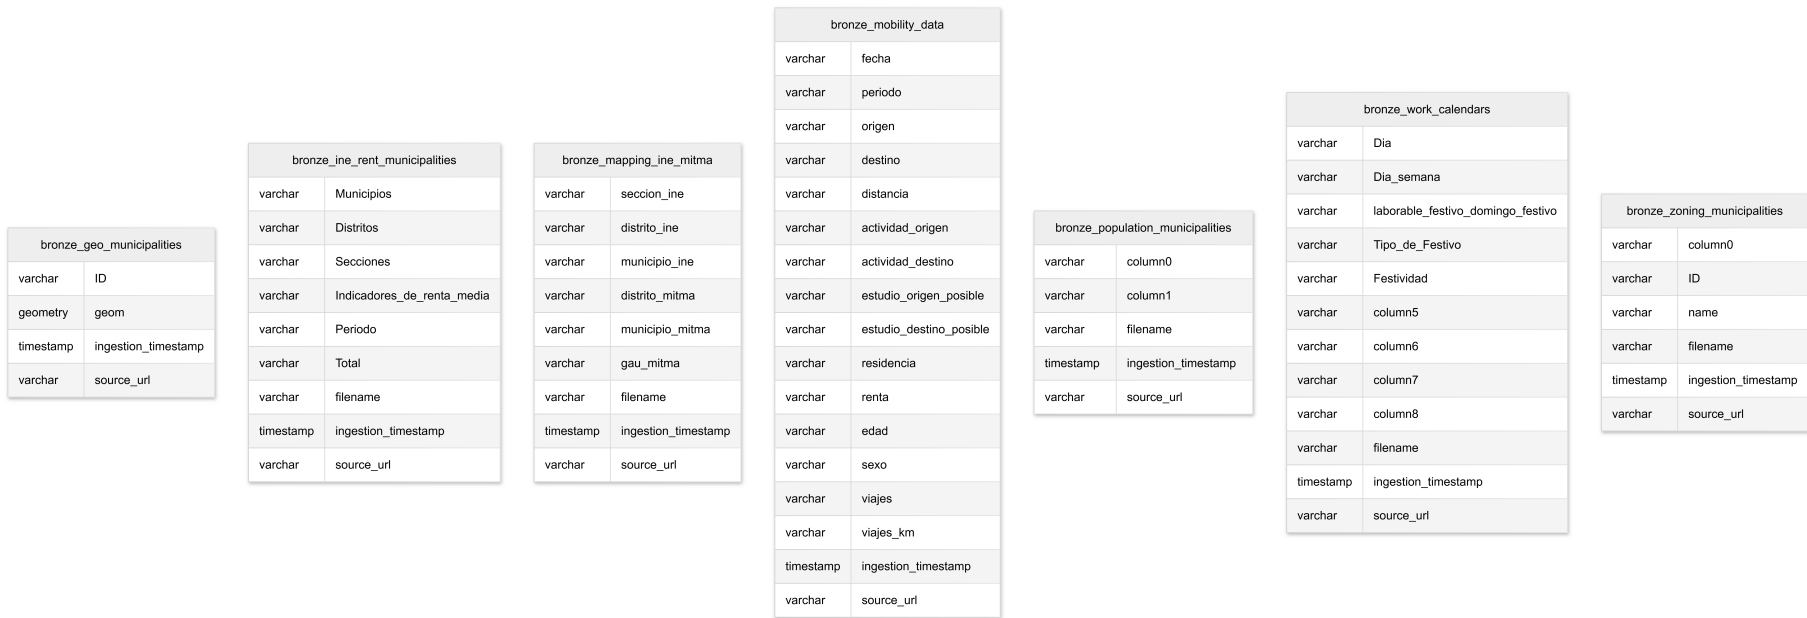 bronze_geo_municipalities
varchar ID
geometry geom
timestamp ingestion_timestamp
varchar source_url
bronze_ine_rent_municipalities
varchar Municipios
varchar Distritos
varchar Secciones
varchar Indicadores_de_renta_media
varchar Periodo
varchar Total
varchar filename
timestamp ingestion_timestamp
varchar source_url
bronze_mapping_ine_mitma
varchar seccion_ine
varchar distrito_ine
varchar municipio_ine
varchar distrito_mitma
varchar municipio_mitma
varchar gau_mitma
varchar filename
timestamp ingestion_timestamp
varchar source_url
bronze_mobility_data
varchar fecha
varchar periodo
varchar origen
varchar destino
varchar distancia
varchar actividad_origen
varchar actividad_destino
varchar estudio_origen_posible
varchar estudio_destino_posible
varchar residencia
varchar renta
varchar edad
varchar sexo
varchar viajes
varchar viajes_km
timestamp ingestion_timestamp
varchar source_url
bronze_population_municipalities
varchar column0
varchar column1
varchar filename
timestamp ingestion_timestamp
varchar source_url
bronze_work_calendars
varchar Dia
varchar Dia_semana
varchar laborable_festivo_domingo_festivo
varchar Tipo_de_Festivo
varchar Festividad
varchar column5
varchar column6
varchar column7
varchar column8
varchar filename
timestamp ingestion_timestamp
varchar source_url
bronze_zoning_municipalities
varchar column0
varchar ID
varchar name
varchar filename
timestamp ingestion_timestamp
varchar source_url